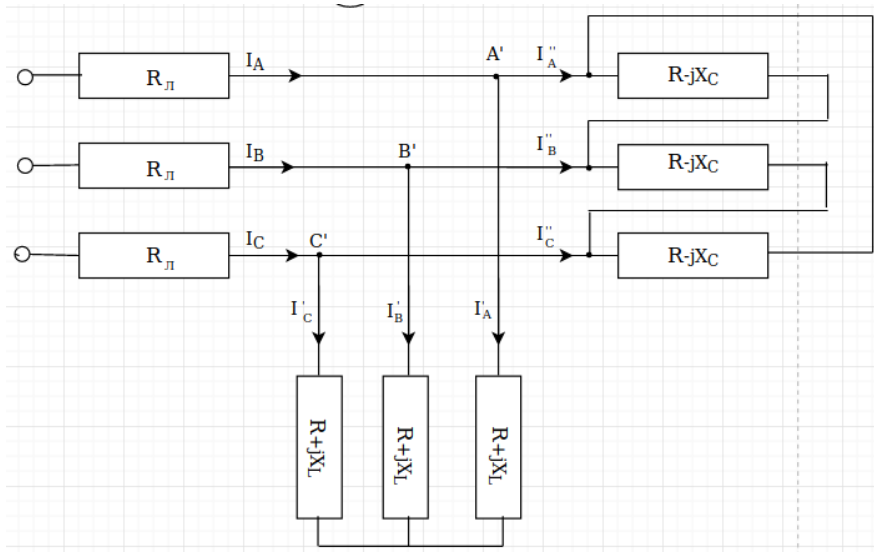 A' I''A
IA
Rл R-jXC
B' I''B
IB
Rл R-jXC
C' I''C
IC
Rл R-jXC
I'C I'B I'A
R+jXL R+jXL R+jXL